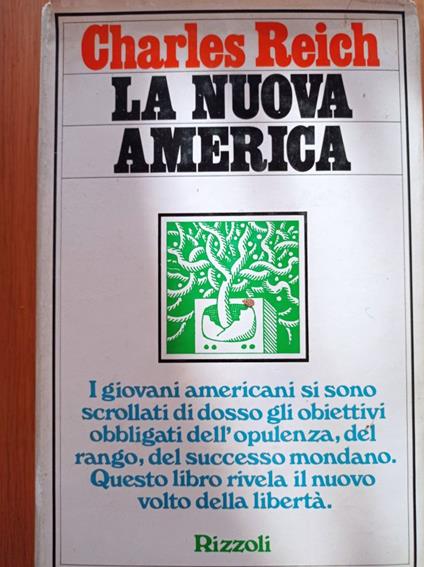 Charles Reich
LA NUOVA
AMERICA
I giovani americani si sono
scrollati di dosso gli obiettivi
obbligati dell'opulenza, del
rango, del successo mondano.
Questo libro rivela il nuovo
volto della libertà.
Rizzoli